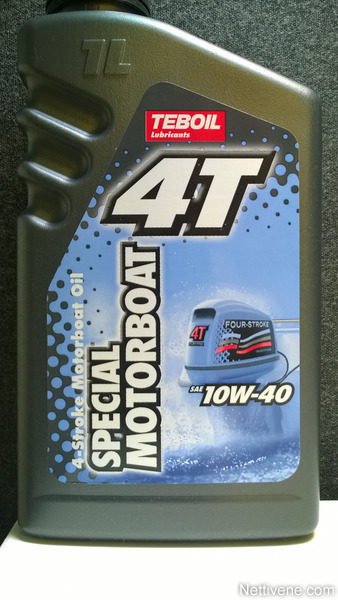 1L
TEBOIL
Lubricants
4T
4-Stroke Motorboat Oil
SPECIAL
MOTORBOAT
4T
FOUR-STROKE
SAE 10W-40
Nettivene.com